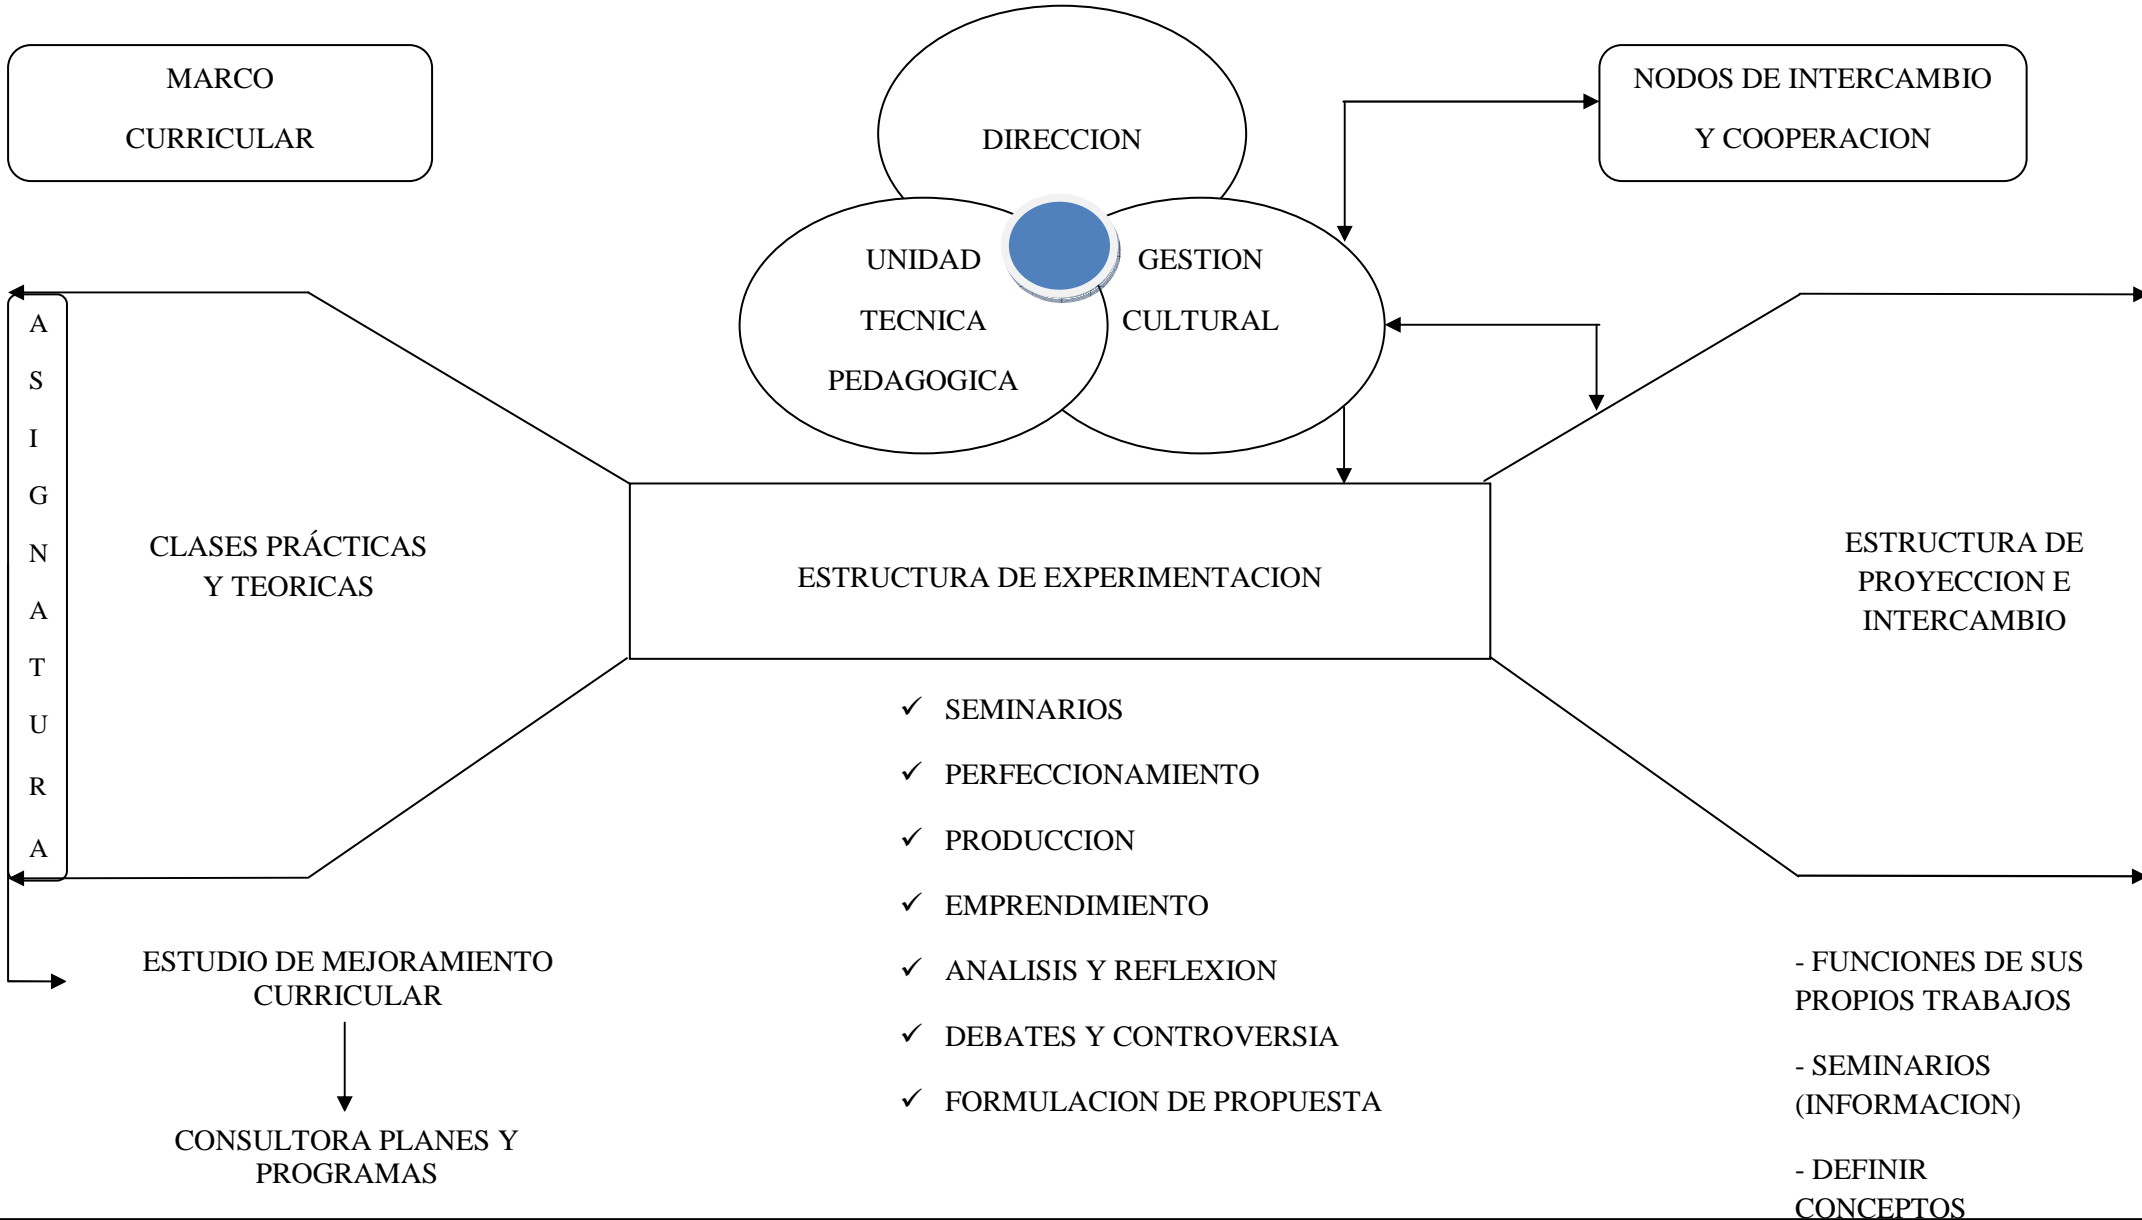 MARCO
CURRICULAR
DIRECCION
NODOS DE INTERCAMBIO
Y COOPERACION
UNIDAD
TECNICA
PEDAGOGICA
GESTION
CULTURAL
A
S
I
G
N
A
T
U
R
A
CLASES PRÁCTICAS
Y TEORICAS
ESTRUCTURA DE EXPERIMENTACION
ESTRUCTURA DE
PROYECCION E
INTERCAMBIO
✓ SEMINARIOS
✓ PERFECCIONAMIENTO
✓ PRODUCCION
✓ EMPRENDIMIENTO
✓ ANALISIS Y REFLEXION
✓ DEBATES Y CONTROVERSIA
✓ FORMULACION DE PROPUESTA
ESTUDIO DE MEJORAMIENTO
CURRICULAR
CONSULTORA PLANES Y
PROGRAMAS
- FUNCIONES DE SUS
PROPIOS TRABAJOS
- SEMINARIOS
(INFORMACION)
- DEFINIR
CONCEPTOS